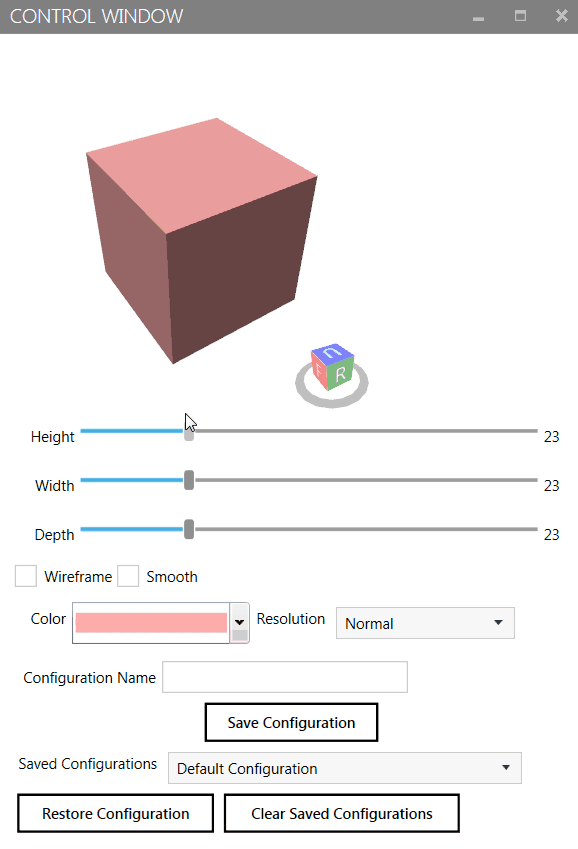 CONTROL WINDOW
U
F R
Height 23
Width 23
Depth 23
Wireframe Smooth
Color Resolution Normal
Configuration Name
Save Configuration
Saved Configurations Default Configuration
Restore Configuration Clear Saved Configurations